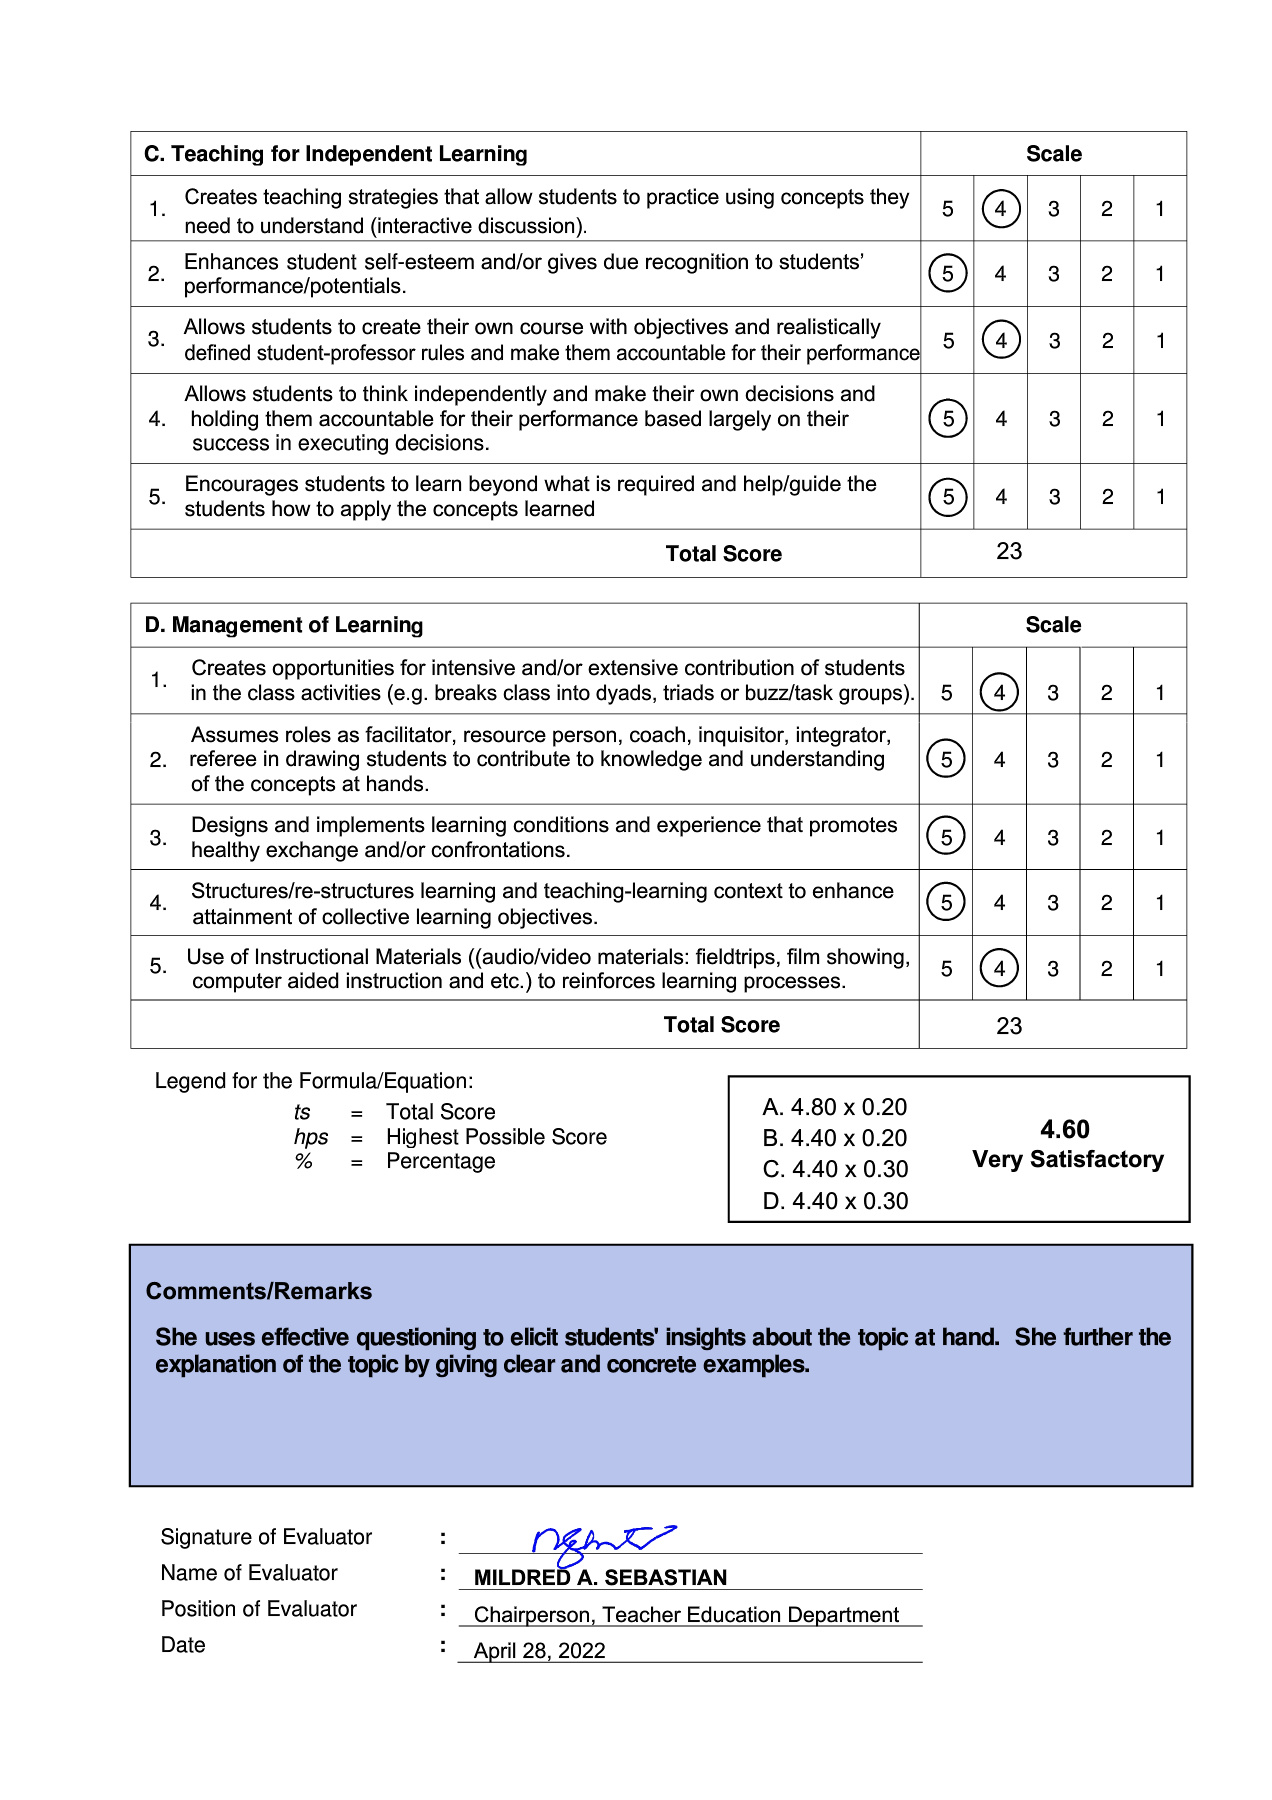 C. Teaching for Independent Learning Scale
1. Creates teaching strategies that allow students to practice using concepts they
need to understand (interactive discussion). 5 4 3 2 1
2. Enhances student self-esteem and/or gives due recognition to students’
performance/potentials. 5 4 3 2 1
3. Allows students to create their own course with objectives and realistically
defined student-professor rules and make them accountable for their performance 5 4 3 2 1
Allows students to think independently and make their own decisions and
4. holding them accountable for their performance based largely on their 5 4 3 2 1
success in executing decisions.
5. Encourages students to learn beyond what is required and help/guide the
students how to apply the concepts learned 5 4 3 2 1
Total Score 23
D. Management of Learning Scale
1. Creates opportunities for intensive and/or extensive contribution of students
in the class activities (e.g. breaks class into dyads, triads or buzz/task groups). 5 4 3 2 1
Assumes roles as facilitator, resource person, coach, inquisitor, integrator,
2. referee in drawing students to contribute to knowledge and understanding 5 4 3 2 1
of the concepts at hands.
3. Designs and implements learning conditions and experience that promotes
healthy exchange and/or confrontations. 5 4 3 2 1
4. Structures/re-structures learning and teaching-learning context to enhance
attainment of collective learning objectives. 5 4 3 2 1
5. Use of Instructional Materials ((audio/video materials: fieldtrips, film showing,
computer aided instruction and etc.) to reinforces learning processes. 5 4 3 2 1
Total Score 23
Legend for the Formula/Equation:
ts = Total Score
hps = Highest Possible Score
% = Percentage
A. 4.80 x 0.20
B. 4.40 x 0.20
C. 4.40 x 0.30
D. 4.40 x 0.30
4.60
Very Satisfactory
Comments/Remarks
She uses effective questioning to elicit students' insights about the topic at hand. She further the
explanation of the topic by giving clear and concrete examples.
Signature of Evaluator :
Name of Evaluator : MILDRED A. SEBASTIAN
Position of Evaluator : Chairperson, Teacher Education Department
Date : April 28, 2022